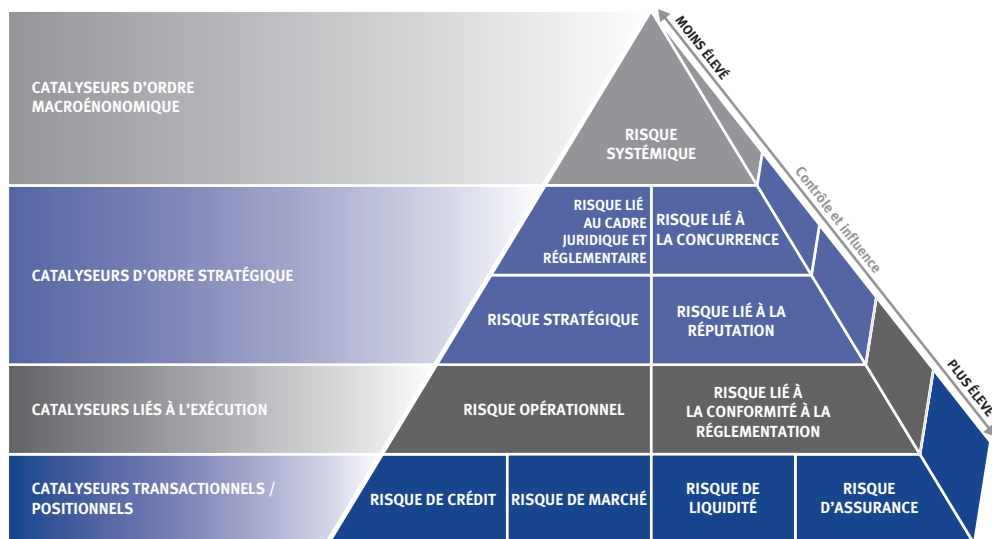 CATALYSEURS D'ORDRE
MACROÉNONOMIQUE
RISQUE
SYSTÉMIQUE
MOINS ÉLEVÉ
Contrôle et influence
PLUS ÉLEVÉ
CATALYSEURS D'ORDRE STRATÉGIQUE
RISQUE LIÉ
AU CADRE
JURIDIQUE ET
RÉGLEMENTAIRE
RISQUE LIÉ À
LA CONCURRENCE
RISQUE STRATÉGIQUE
RISQUE LIÉ À LA
RÉPUTATION
CATALYSEURS LIÉS À L'EXÉCUTION
RISQUE OPÉRATIONNEL
RISQUE LIÉ À
LA CONFORMITÉ À LA
RÉGLEMENTATION
CATALYSEURS TRANSACTIONNELS /
POSITIONNELS
RISQUE DE CRÉDIT
RISQUE DE MARCHÉ
RISQUE DE
LIQUIDITÉ
RISQUE
D'ASSURANCE